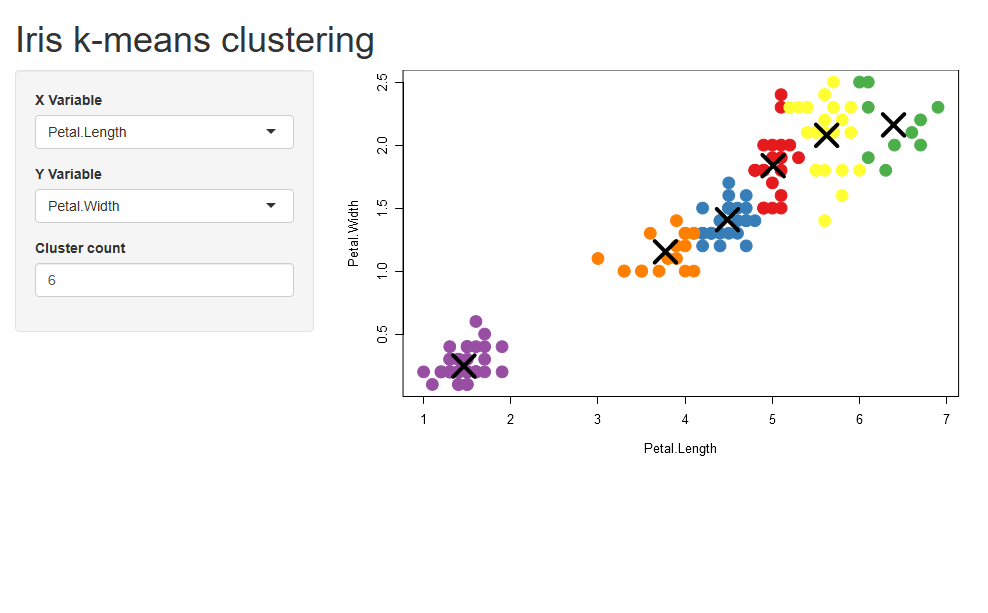 Iris k-means clustering
X Variable
Petal.Length
Y Variable
Petal.Width
Cluster count
6
Petal.Width
2.5
2.0
1.5
1.0
0.5
1 2 3 4 5 6 7
Petal.Length